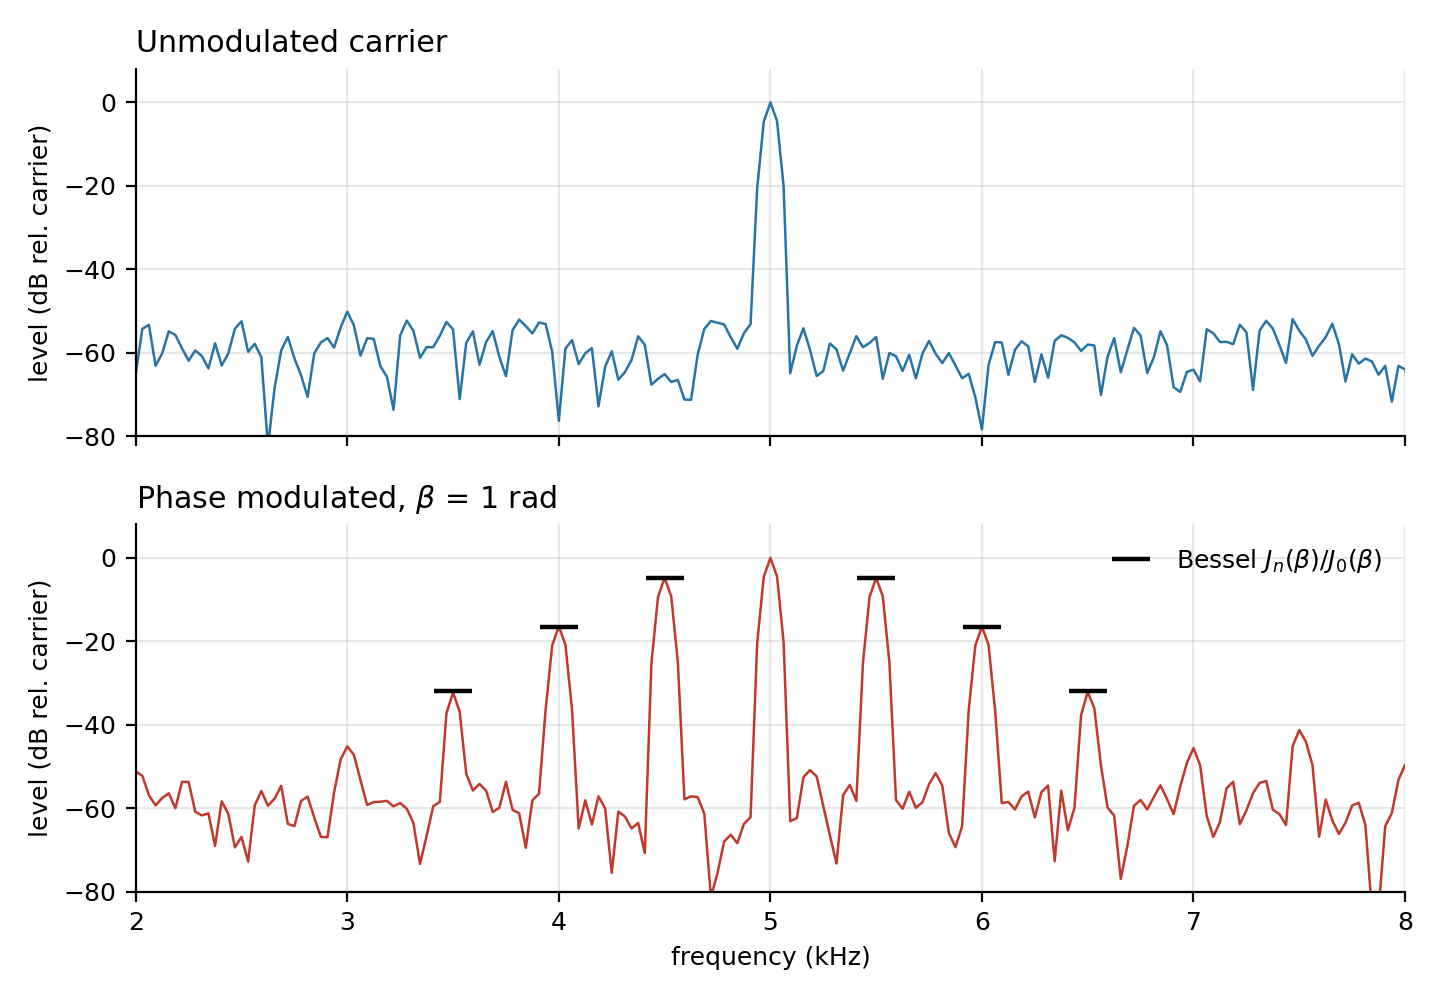 Unmodulated carrier
level (dB rel. carrier)
0
−20
−40
−60
−80
Phase modulated, β = 1 rad
level (dB rel. carrier)
0
−20
−40
−60
−80
Bessel Jₙ(β)/J₀(β)
2 3 4 5 6 7 8
frequency (kHz)